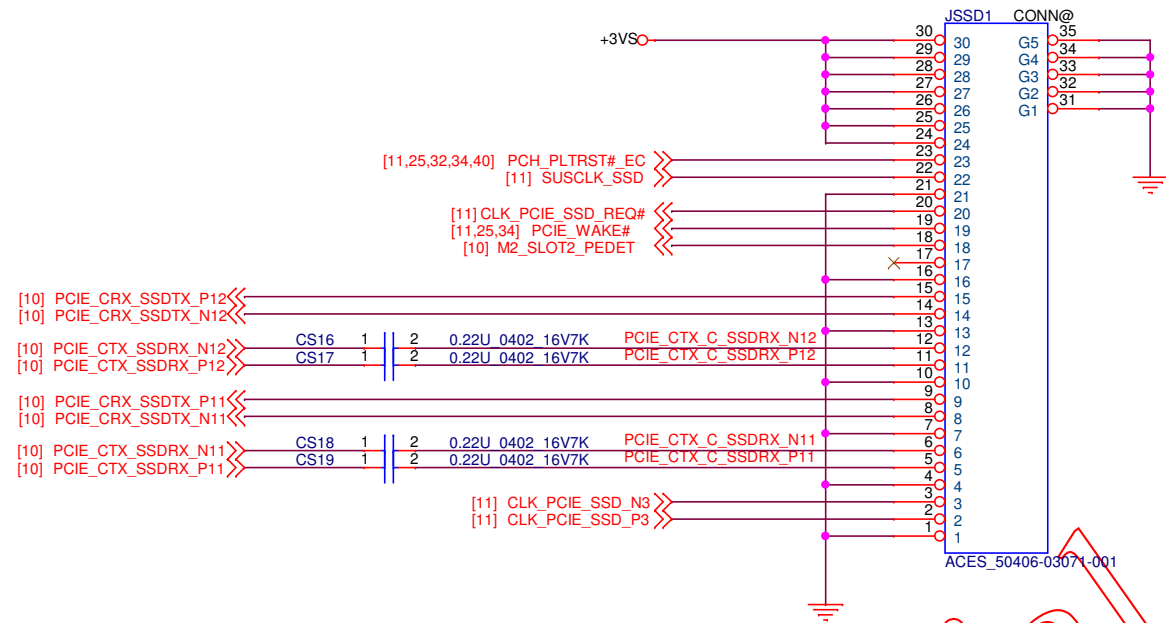 JSSD1 CONN@
+3VS 30 30 G5 35
29 29 G4 34
28 28 G3 33
27 27 G2 32
26 26 G1 31
25 25
24 24
[11,25,32,34,40] PCH_PLTRST#_EC 23 23
[11] SUSCLK_SSD 22 22
21 21
[11] CLK_PCIE_SSD_REQ# 20 20
[11,25,34] PCIE_WAKE# 19 19
[10] M2_SLOT2_PEDET 18 18
17 17
16 16
[10] PCIE_CRX_SSDTX_P12 15 15
[10] PCIE_CRX_SSDTX_N12 14 14
13 13
[10] PCIE_CTX_SSDRX_N12 CS16 1 2 0.22U_0402_16V7K PCIE_CTX_C_SSDRX_N12 12 12
[10] PCIE_CTX_SSDRX_P12 CS17 1 2 0.22U_0402_16V7K PCIE_CTX_C_SSDRX_P12 11 11
10 10
[10] PCIE_CRX_SSDTX_P11 9 9
[10] PCIE_CRX_SSDTX_N11 8 8
7 7
[10] PCIE_CTX_SSDRX_N11 CS18 1 2 0.22U_0402_16V7K PCIE_CTX_C_SSDRX_N11 6 6
[10] PCIE_CTX_SSDRX_P11 CS19 1 2 0.22U_0402_16V7K PCIE_CTX_C_SSDRX_P11 5 5
4 4
[11] CLK_PCIE_SSD_N3 3 3
[11] CLK_PCIE_SSD_P3 2 2
1 1
ACES_50406-03071-001